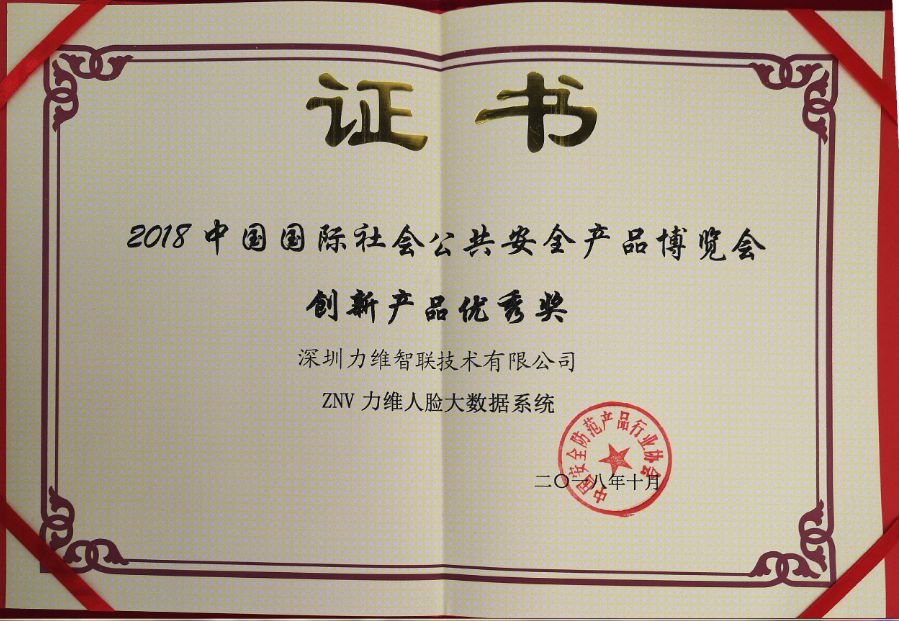 证书
2018中国国际社会公共安全产品博览会
创新产品优秀奖
深圳力维智联技术有限公司
ZNV 力维人脸大数据系统
中国安全防范产品行业协会
二〇一八年十月